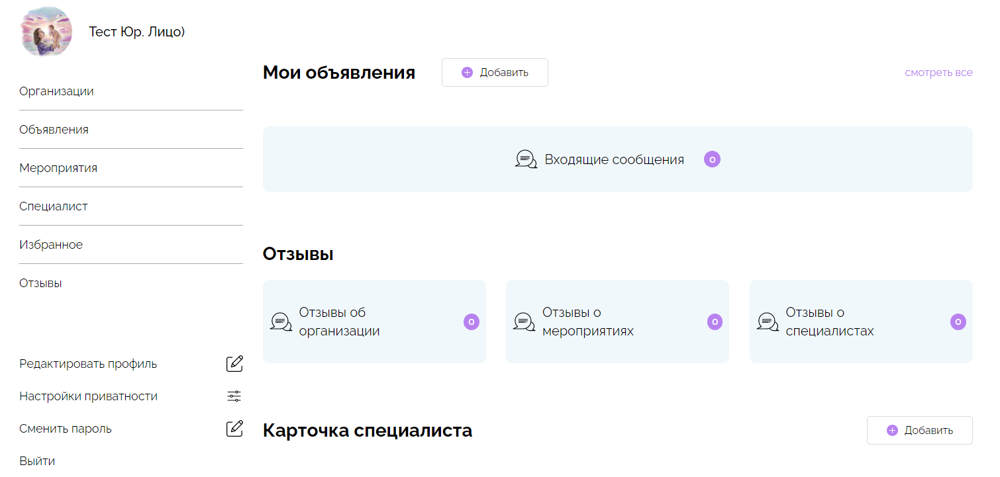 Тест Юр. Лицо)
Организации
Объявления
Мероприятия
Специалист
Избранное
Отзывы
Редактировать профиль
Настройки приватности
Сменить пароль
Выйти
Мои объявления
Добавить
смотреть все
Входящие сообщения 0
Отзывы
Отзывы об
организации
0
Отзывы о
мероприятиях
0
Отзывы о
специалистах
0
Карточка специалиста
Добавить